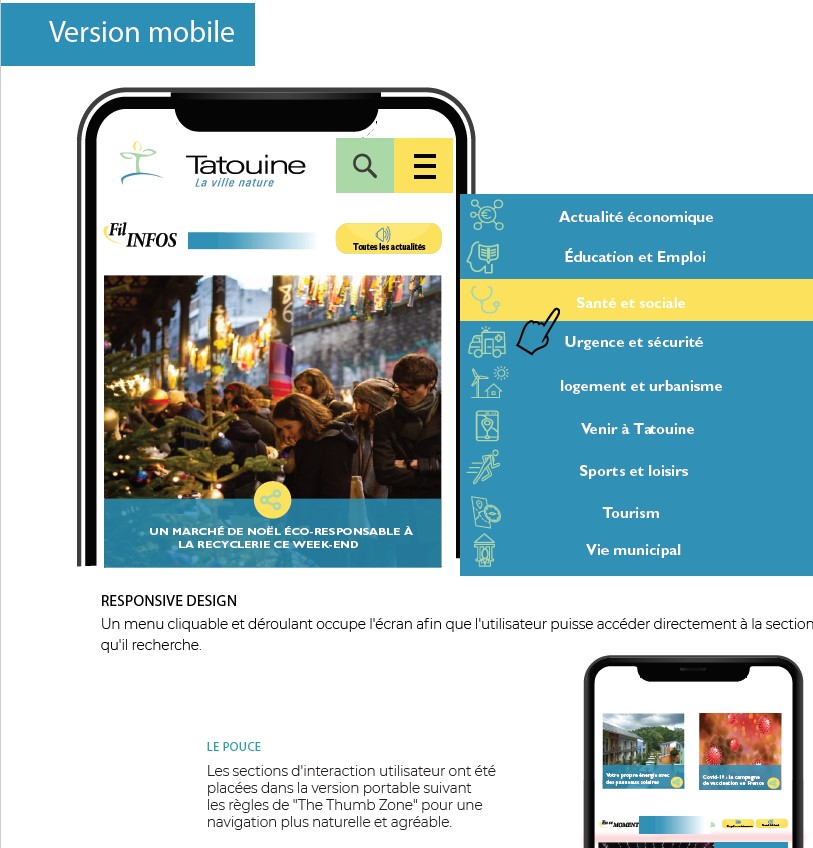 Version mobile
Tatouine
La ville nature
Fil
INFOS
Toutes les actualités
Actualité économique
Éducation et Emploi
Santé et sociale
Urgence et sécurité
logement et urbanisme
Venir à Tatouine
Sports et loisirs
Tourism
Vie municipal
UN MARCHÉ DE NOËL ÉCO-RESPONSABLE À
LA RECYCLERIE CE WEEK-END
RESPONSIVE DESIGN
Un menu cliquable et déroulant occupe l'écran afin que l'utilisateur puisse accéder directement à la section
qu'il recherche.
LE POUCE
Les sections d'interaction utilisateur ont été
placées dans la version portable suivant
les règles de "The Thumb Zone" pour une
navigation plus naturelle et agréable.
Votre propre énergie avec
des panneaux solaires
Covid-19 : la campagne
de vaccination en France
MOMENT